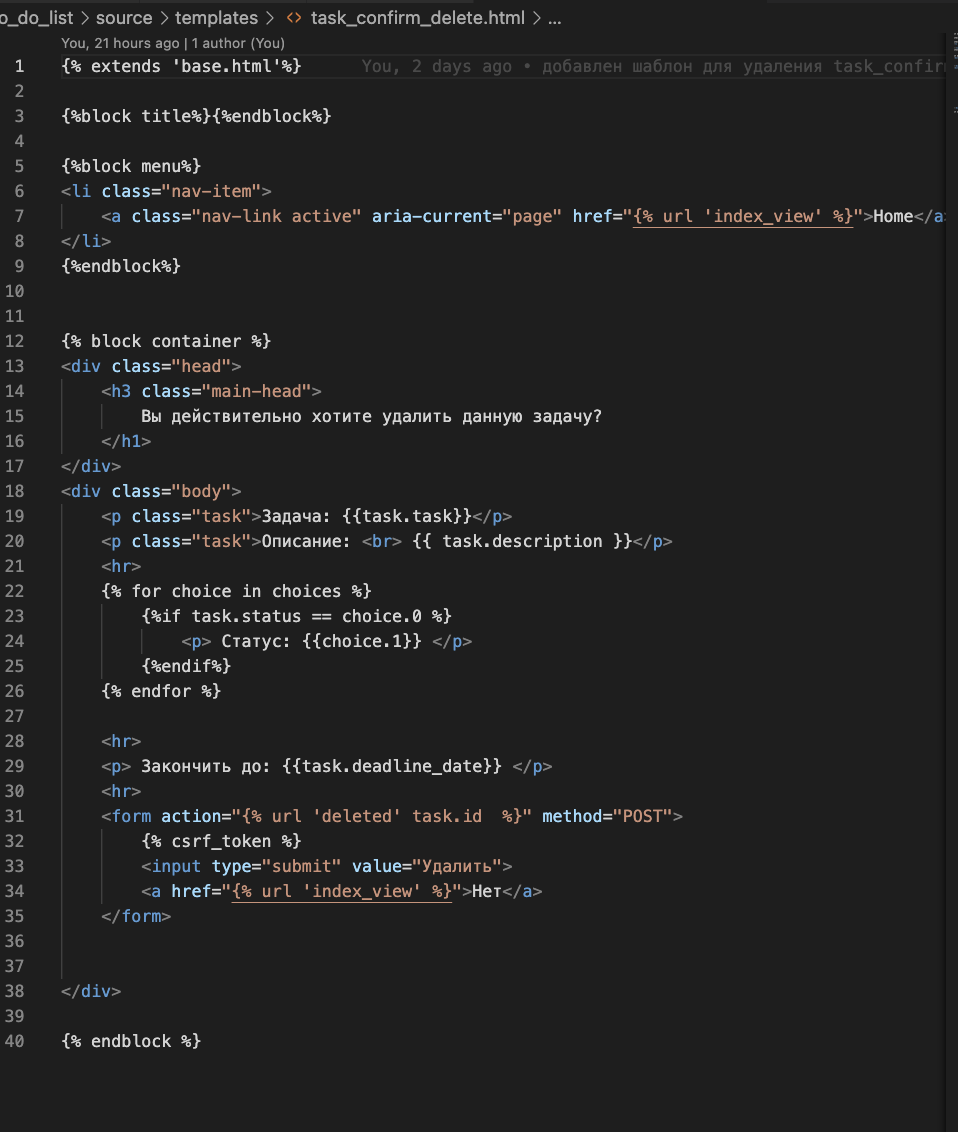 o_do_list > source > templates > <> task_confirm_delete.html > ...
You, 21 hours ago | 1 author (You)
1 {% extends 'base.html'%} You, 2 days ago • добавлен шаблон для удаления
2
3 {%block title%}{%endblock%}
4
5 {%block menu%}
6 <li class="nav-item">
7     <a class="nav-link active" aria-current="page" href="{% url 'index_view' %}">Home</a>
8 </li>
9 {%endblock%}
10
11
12 {% block container %}
13 <div class="head">
14     <h3 class="main-head">
15         Вы действительно хотите удалить данную задачу?
16     </h1>
17 </div>
18 <div class="body">
19     <p class="task">Задача: {{task.task}}</p>
20     <p class="task">Описание: <br> {{ task.description }}</p>
21     <hr>
22     {% for choice in choices %}
23         {%if task.status == choice.0 %}
24             <p> Статус: {{choice.1}} </p>
25         {%endif%}
26     {% endfor %}
27
28     <hr>
29     <p> Закончить до: {{task.deadline_date}} </p>
30     <hr>
31     <form action="{% url 'deleted' task.id  %}" method="POST">
32         {% csrf_token %}
33         <input type="submit" value="Удалить">
34         <a href="{% url 'index_view' %}">Нет</a>
35     </form>
36
37
38 </div>
39
40 {% endblock %}